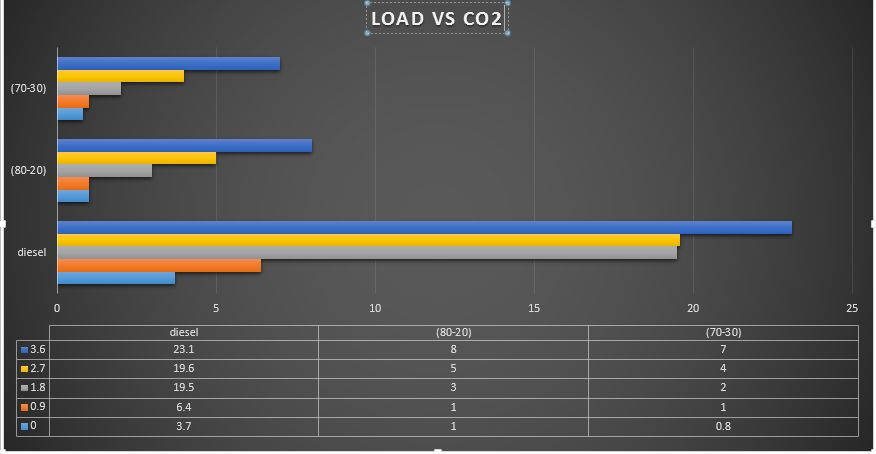 LOAD VS CO2
(70-30)
(80-20)
diesel
0 5 10 15 20 25
diesel (80-20) (70-30)
3.6 23.1 8 7
2.7 19.6 5 4
1.8 19.5 3 2
0.9 6.4 1 1
0 3.7 1 0.8